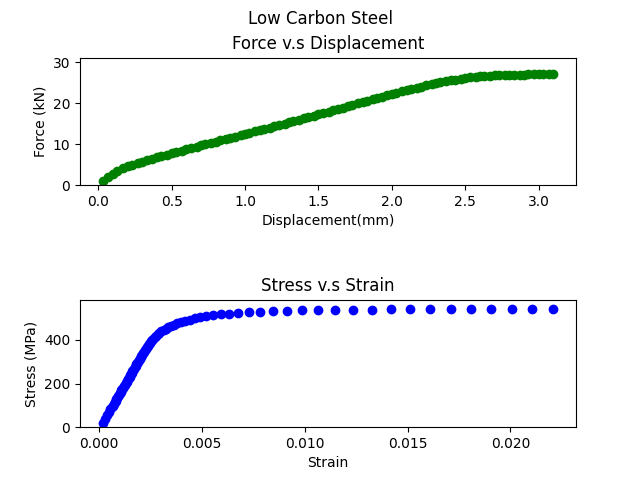 Low Carbon Steel
Force v.s Displacement
30
20
10
0
Force (kN)
0.0 0.5 1.0 1.5 2.0 2.5 3.0
Displacement(mm)
Stress v.s Strain
400
200
0
Stress (MPa)
0.000 0.005 0.010 0.015 0.020
Strain